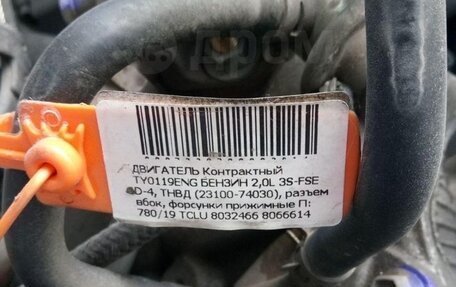 ДРОМ
ДВИГАТЕЛЬ Контрактный
TY0119ENG БЕНЗИН 2,0L 3S-FSE
D-4, ТНВД (23100-74030), разъем
вбок, форсунки прижимные П:
780/19 TCLU 8032466 8066614